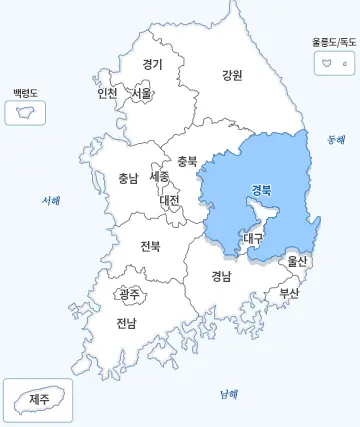 울릉도/독도
경기
강원
백령도
인천
서울
동해
충북
세종
충남
경북
서해
대전
대구
전북
울산
경남
광주
부산
전남
남해
제주